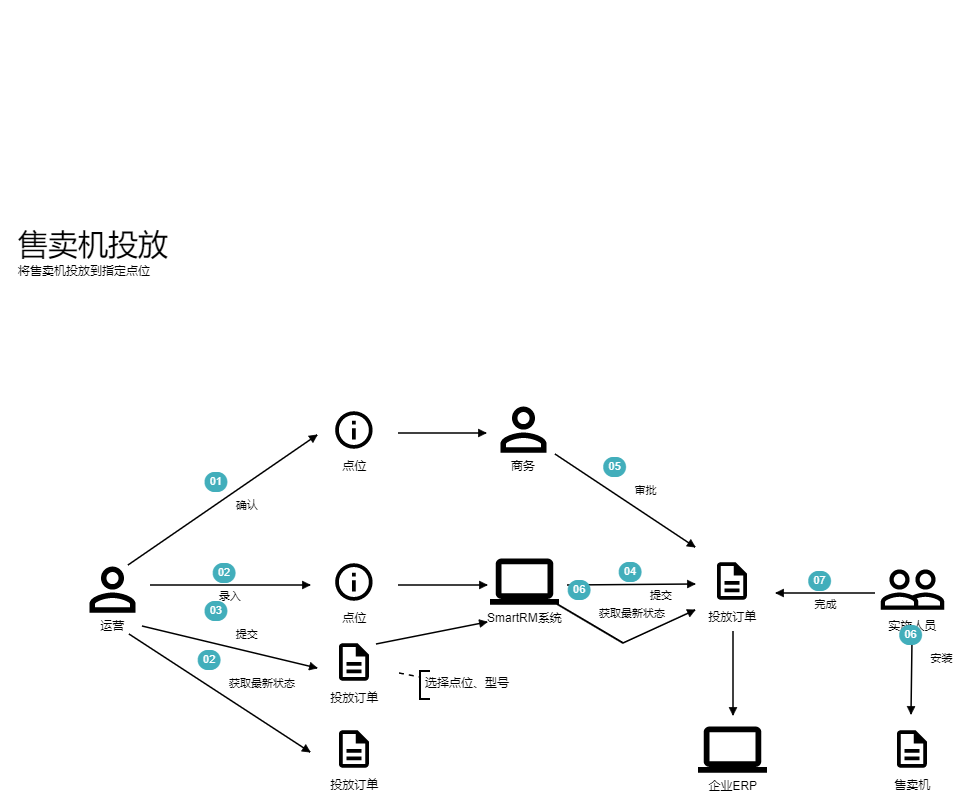 售卖机投放
将售卖机投放到指定点位
点位
商务
01
05
确认
审批
02
录入
03
提交
02
获取最新状态
运营
点位
SmartRM系统
04
提交
06
获取最新状态
投放订单
07
完成
实施人员
06
安装
投放订单
选择点位、型号
投放订单
企业ERP
售卖机